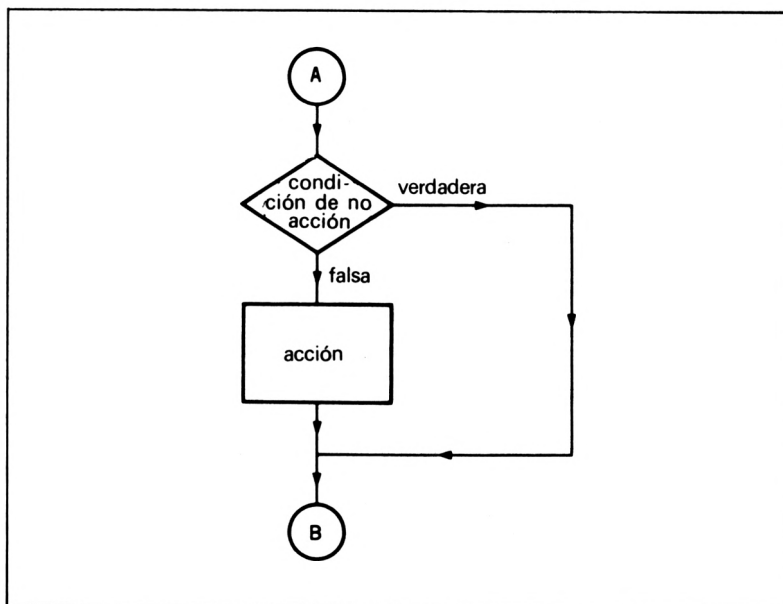 A
condi-
ción de no
acción
verdadera
falsa
acción
B